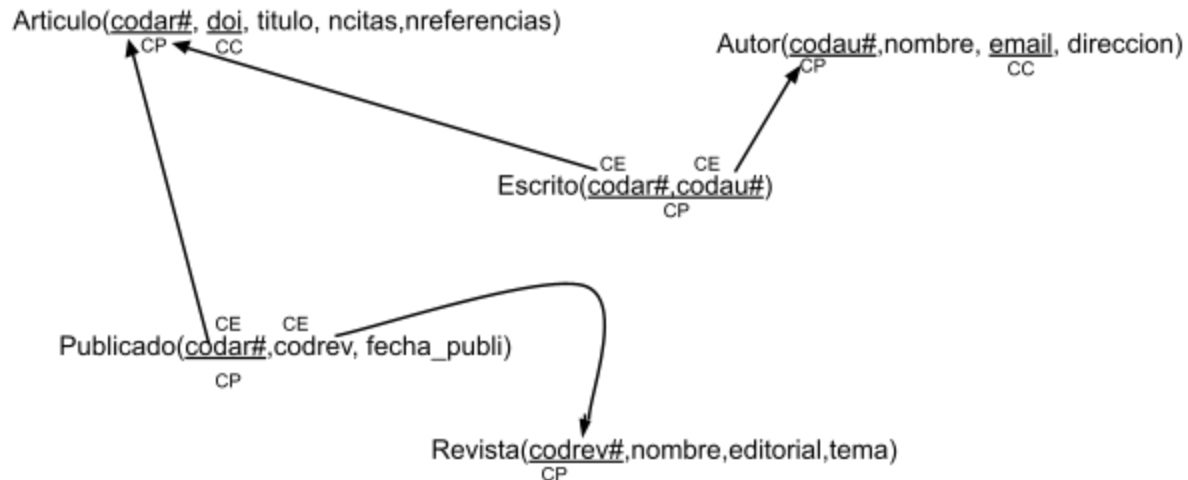 Articulo(codar#, doi, titulo, ncitas,nreferencias)
CP CC
Autor(codau#,nombre, email, direccion)
CP CC
CE CE
Escrito(codar#,codau#)
CP
CE CE
Publicado(codar#,codrev, fecha_publi)
CP
Revista(codrev#,nombre,editorial,tema)
CP